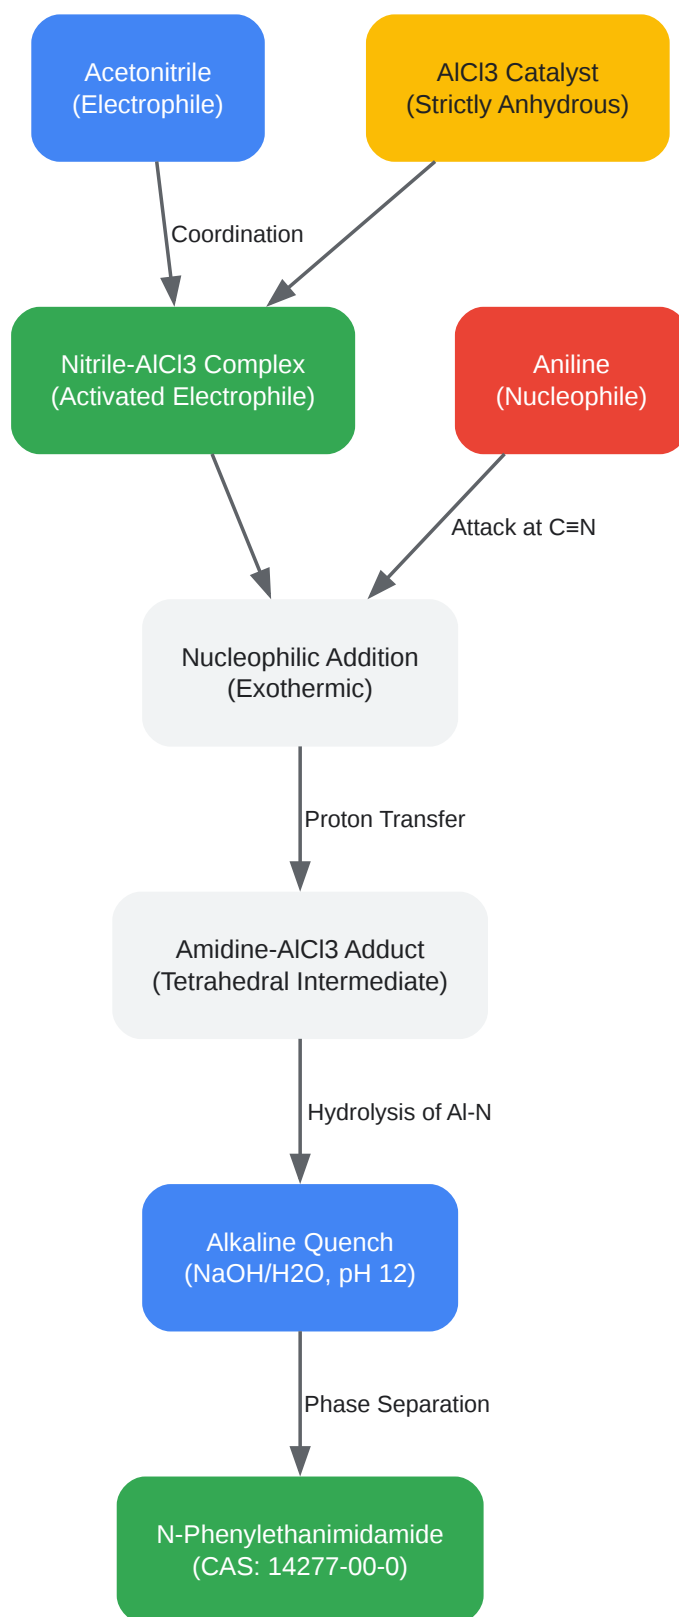 Acetonitrile
(Electrophile)
AlCl3 Catalyst
(Strictly Anhydrous)
Coordination
Nitrile-AlCl3 Complex
(Activated Electrophile)
Aniline
(Nucleophile)
Attack at C≡N
Nucleophilic Addition
(Exothermic)
Proton Transfer
Amidine-AlCl3 Adduct
(Tetrahedral Intermediate)
Hydrolysis of Al-N
Alkaline Quench
(NaOH/H2O, pH 12)
Phase Separation
N-Phenylethanimidamide
(CAS: 14277-00-0)